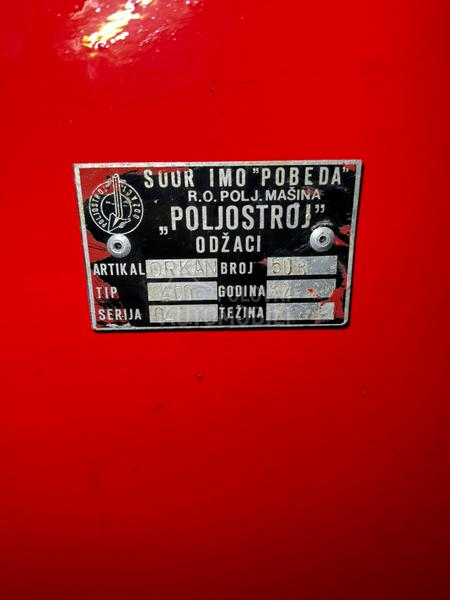 SOUR IMO "POBEDA"
R.O. POLJ. MAŠINA
„POLJOSTROJ"
ODŽACI
ARTIKAL ORKAN BROJ
TIP GODINA
SERIJA TEŽINA